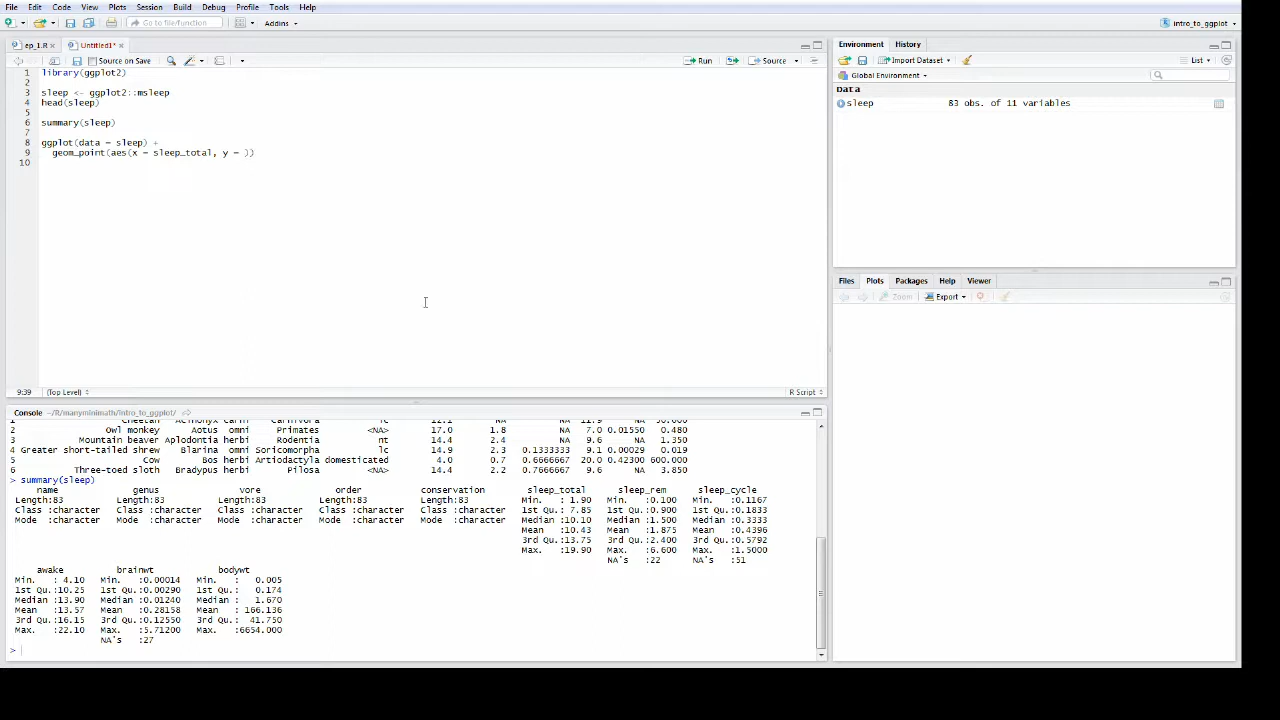 File Edit Code View Plots Session Build Debug Profile Tools Help
Go to file/function Addins intro_to_ggplot
ep_1.R Untitled1*
Source on Save Run Source
1 library(ggplot2)
2
3 sleep <- ggplot2::msleep
4 head(sleep)
5
6 summary(sleep)
7
8 ggplot(data = sleep) +
9 geom_point(aes(x = sleep_total, y = ))
10
9:39 (Top Level) R Script
Environment History
Import Dataset List
Global Environment
Data
sleep 83 obs. of 11 variables
Files Plots Packages Help Viewer
Zoom Export
Console ~/R/manyminimath/intro_to_ggplot/
2 Owl monkey Aotus omni Primates <NA> 17.0 1.8 NA 7.0 0.01550 0.480
3 Mountain beaver Aplodontia herbi Rodentia nt 14.4 2.4 NA 9.6 NA 1.350
4 Greater short-tailed shrew Blarina omni Soricomorpha lc 14.9 2.3 0.1333333 9.1 0.00029 0.019
5 Cow Bos herbi Artiodactyla domesticated 4.0 0.7 0.6666667 20.0 0.42300 600.000
6 Three-toed sloth Bradypus herbi Pilosa <NA> 14.4 2.2 0.7666667 9.6 NA 3.850
> summary(sleep)
name genus vore order conservation sleep_total sleep_rem sleep_cycle
Length:83 Length:83 Length:83 Length:83 Length:83 Min. : 1.90 Min. :0.100 Min. :0.1167
Class :character Class :character Class :character Class :character Class :character 1st Qu.: 7.85 1st Qu.:0.900 1st Qu.:0.1833
Mode :character Mode :character Mode :character Mode :character Mode :character Median :10.10 Median :1.500 Median :0.3333
Mean :10.43 Mean :1.875 Mean :0.4396
3rd Qu.:13.75 3rd Qu.:2.400 3rd Qu.:0.5792
Max. :19.90 Max. :6.600 Max. :1.5000
NA's :22 NA's :51
awake brainwt bodywt
Min. : 4.10 Min. :0.00014 Min. : 0.005
1st Qu.:10.25 1st Qu.:0.00290 1st Qu.: 0.174
Median :13.90 Median :0.01240 Median : 1.670
Mean :13.57 Mean :0.28158 Mean : 166.136
3rd Qu.:16.15 3rd Qu.:0.12550 3rd Qu.: 41.750
Max. :22.10 Max. :5.71200 Max. :6654.000
NA's :27
>